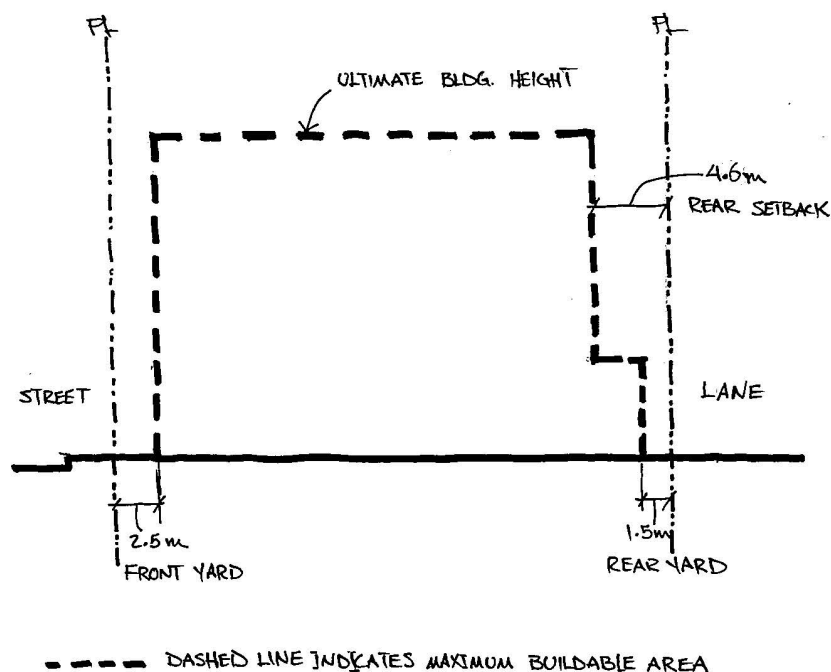 PL
PL
ULTIMATE BLDG. HEIGHT
4.6m
REAR SETBACK
STREET
LANE
2.5m
FRONT YARD
1.5m
REAR YARD
DASHED LINE INDICATES MAXIMUM BUILDABLE AREA